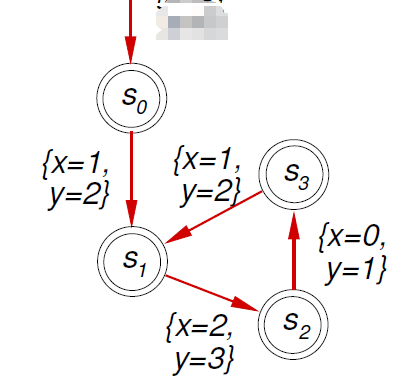 s0
{x=1,
y=2}
{x=1,
y=2}
s3
s1
{x=0,
y=1}
{x=2,
y=3}
s2